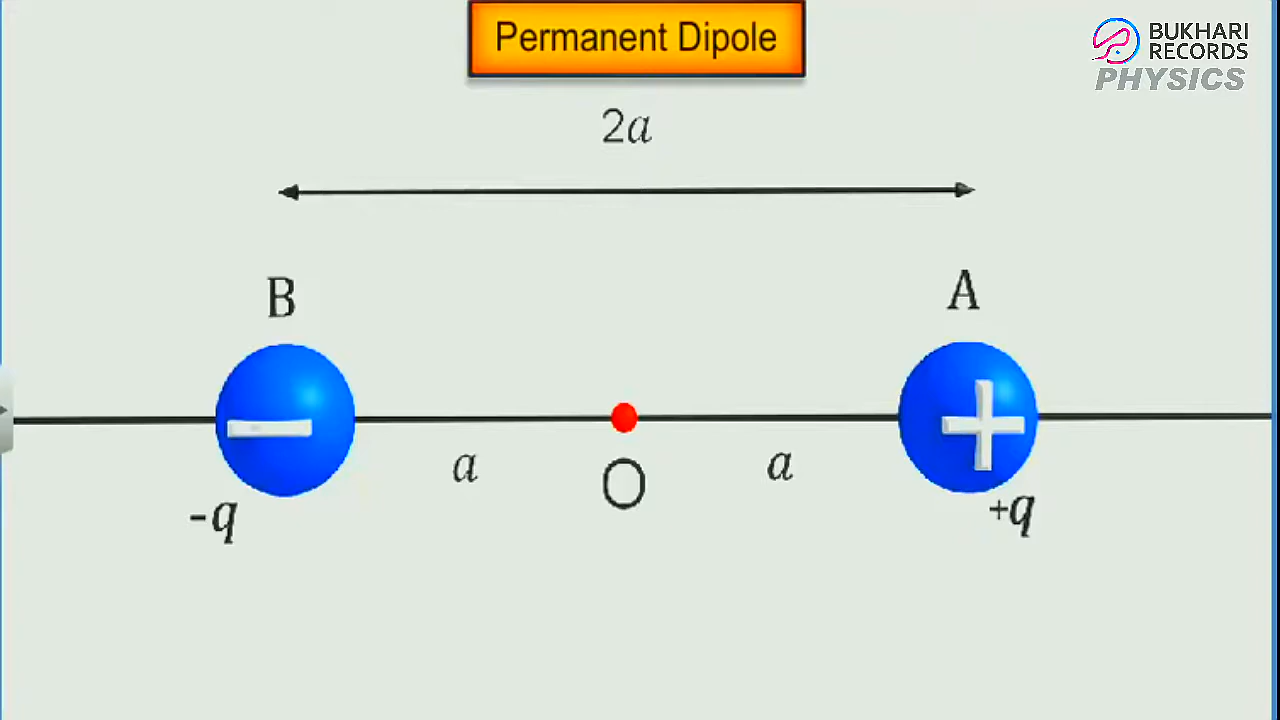 Permanent Dipole
BUKHARI
RECORDS
PHYSICS
2a
B
A
a
O
a
-q
+q